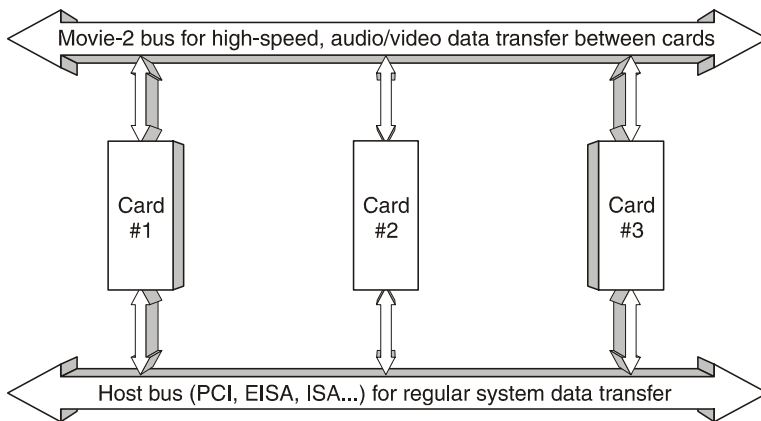 Movie-2 bus for high-speed, audio/video data transfer between cards
Card
#1
Card
#2
Card
#3
Host bus (PCI, EISA, ISA...) for regular system data transfer